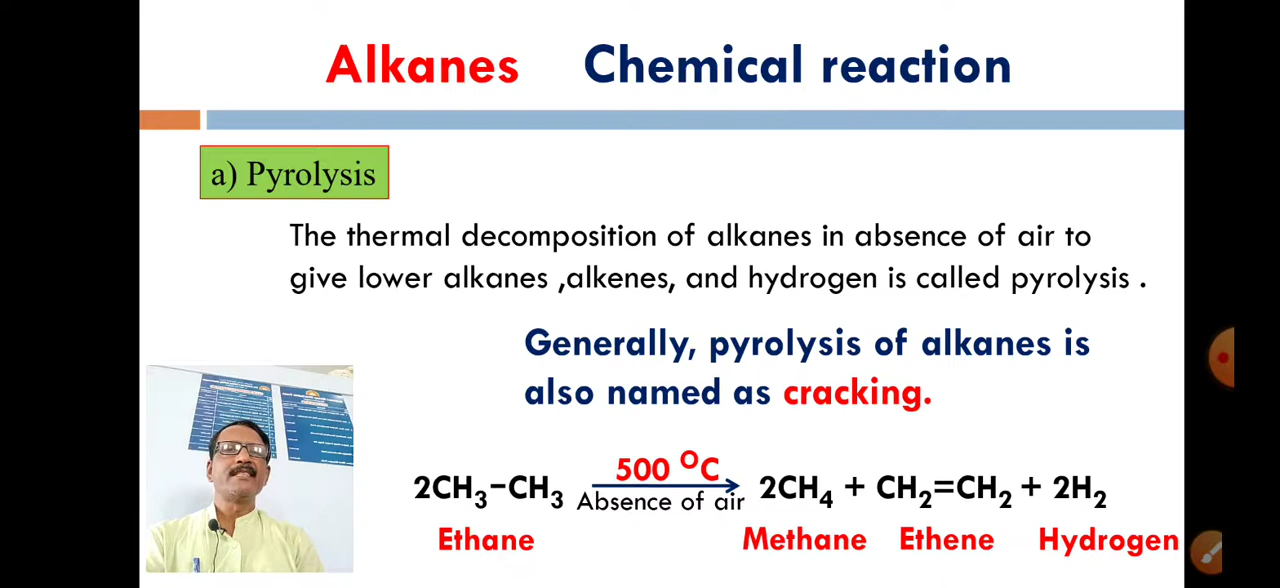 Alkanes Chemical reaction
a) Pyrolysis
The thermal decomposition of alkanes in absence of air to
give lower alkanes ,alkenes, and hydrogen is called pyrolysis .
Generally, pyrolysis of alkanes is
also named as cracking.
500 ᴼC
2CH₃−CH₃ Absence of air 2CH₄ + CH₂=CH₂ + 2H₂
Ethane Methane Ethene Hydrogen